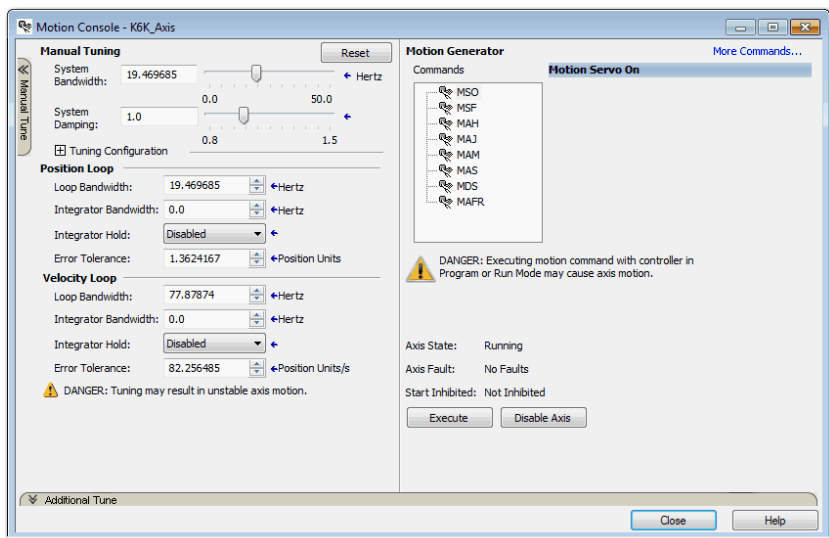 Motion Console - K6K_Axis
Manual Tuning
Reset
System Bandwidth:
19.469685
Hertz
0.0
50.0
System Damping:
1.0
0.8
1.5
Tuning Configuration
Manual Tune
Position Loop
Loop Bandwidth:
19.469685
Hertz
Integrator Bandwidth:
0.0
Hertz
Integrator Hold:
Disabled
Error Tolerance:
1.3624167
Position Units
Velocity Loop
Loop Bandwidth:
77.87874
Hertz
Integrator Bandwidth:
0.0
Hertz
Integrator Hold:
Disabled
Error Tolerance:
82.256485
Position Units/s
DANGER: Tuning may result in unstable axis motion.
Motion Generator
More Commands...
Commands
Motion Servo On
MSO
MSF
MAH
MAJ
MAM
MAS
MDS
MAFR
DANGER: Executing motion command with controller in
Program or Run Mode may cause axis motion.
Axis State: Running
Axis Fault: No Faults
Start Inhibited: Not Inhibited
Execute
Disable Axis
Additional Tune
Close
Help